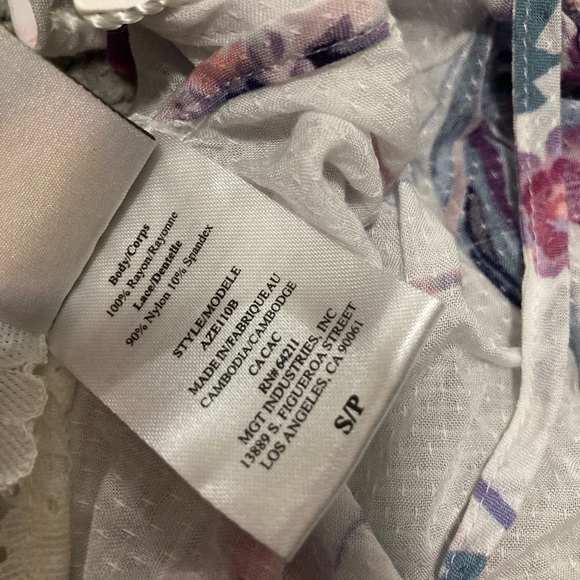 Body/Corps
100% Rayon/Rayonne
Lace/Dentelle
90% Nylon 10% Spandex
STYLE/MODELE
AZE110B
MADE IN/FABRIQUE AU
CAMBODIA/CAMBODGE
CA CAC
RN# 64211
MGT INDUSTRIES, INC
13889 S. FIGUEROA STREET
LOS ANGELES, CA 90061
S/P